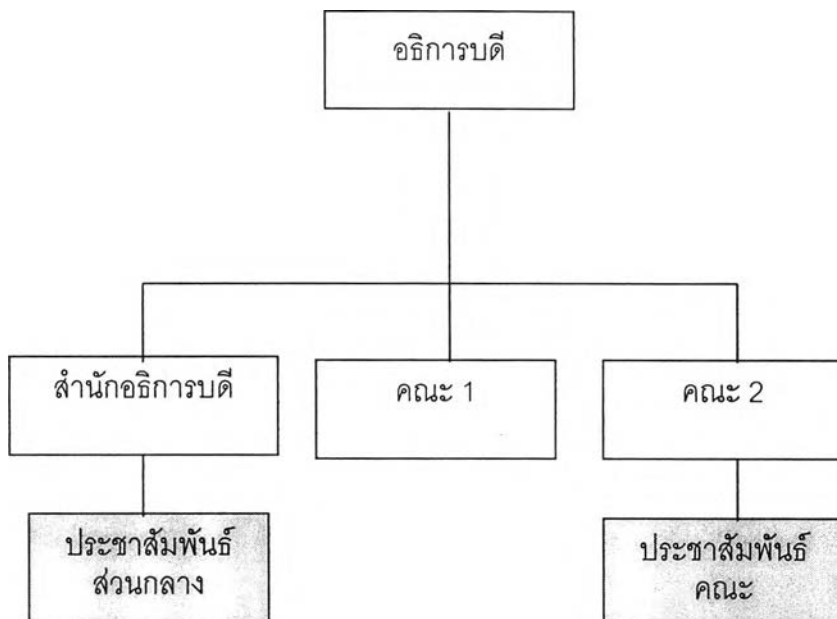 อธิการบดี
สำนักอธิการบดี
คณะ 1
คณะ 2
ประชาสัมพันธ์
ส่วนกลาง
ประชาสัมพันธ์
คณะ